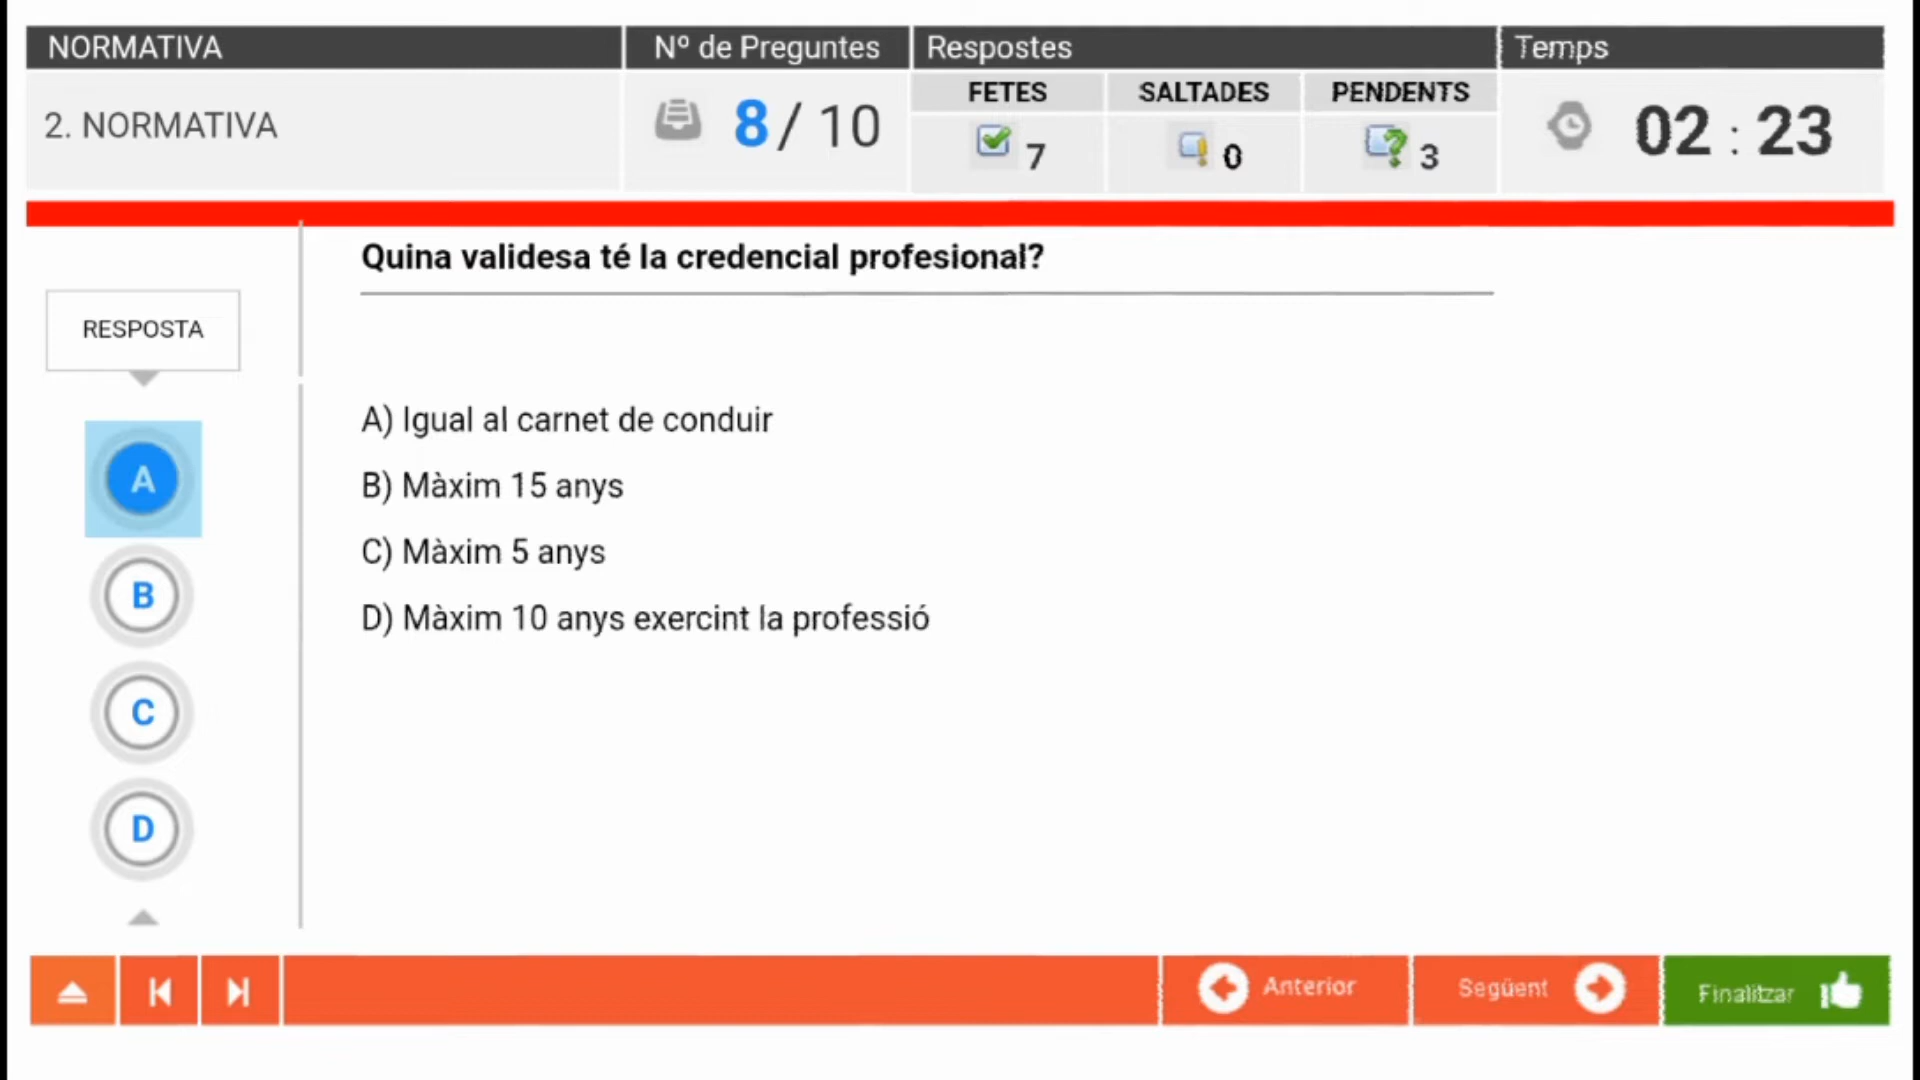 NORMATIVA
Nº de Preguntes
Respostes
Temps
2. NORMATIVA
8 / 10
FETES
7
SALTADES
0
PENDENTS
3
02 : 23
Quina validesa té la credencial profesional?
RESPOSTA
A
B
C
D
A) Igual al carnet de conduir
B) Màxim 15 anys
C) Màxim 5 anys
D) Màxim 10 anys exercint la professió
Anterior
Següent
Finalitzar